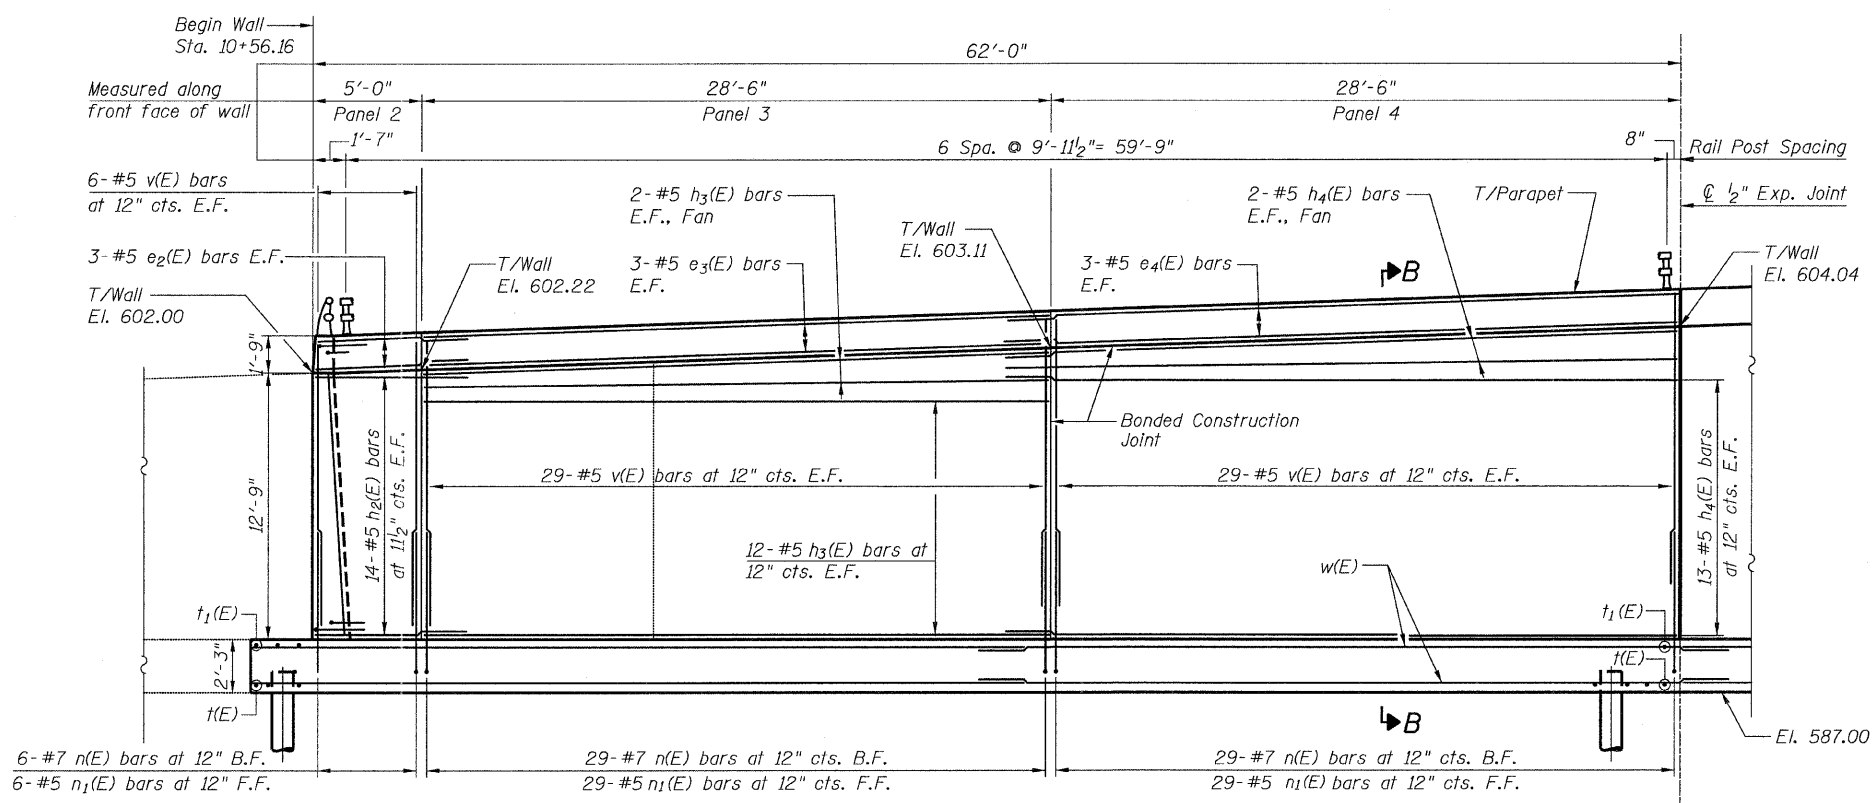 Begin Wall
Sta. 10+56.16
62'-0"
Measured along
front face of wall
5'-0"
Panel 2
28'-6"
Panel 3
28'-6"
Panel 4
1'-7"
6 Spa. @ 9'-11½"= 59'-9"
8"
Rail Post Spacing
6-#5 v(E) bars
at 12" cts. E.F.
2-#5 h3(E) bars
E.F., Fan
2-#5 h4(E) bars
E.F., Fan
T/Parapet
℄ ½" Exp. Joint
T/Wall
El. 603.11
3-#5 e2(E) bars E.F.
T/Wall
El. 602.22
3-#5 e3(E) bars
E.F.
3-#5 e4(E) bars
E.F.
B
T/Wall
El. 604.04
T/Wall
El. 602.00
1'-9"
12'-9"
14-#5 h2(E) bars
at 11½" cts. E.F.
Bonded Construction
Joint
29-#5 v(E) bars at 12" cts. E.F.
29-#5 v(E) bars at 12" cts. E.F.
13-#5 h4(E) bars
at 12" cts. E.F.
12-#5 h3(E) bars at
12" cts. E.F.
w(E)
t1(E)
t1(E)
2'-3"
t(E)
t(E)
B
El. 587.00
6-#7 n(E) bars at 12" B.F.
6-#5 n1(E) bars at 12" F.F.
29-#7 n(E) bars at 12" cts. B.F.
29-#5 n1(E) bars at 12" cts. F.F.
29-#7 n(E) bars at 12" cts. B.F.
29-#5 n1(E) bars at 12" cts. F.F.